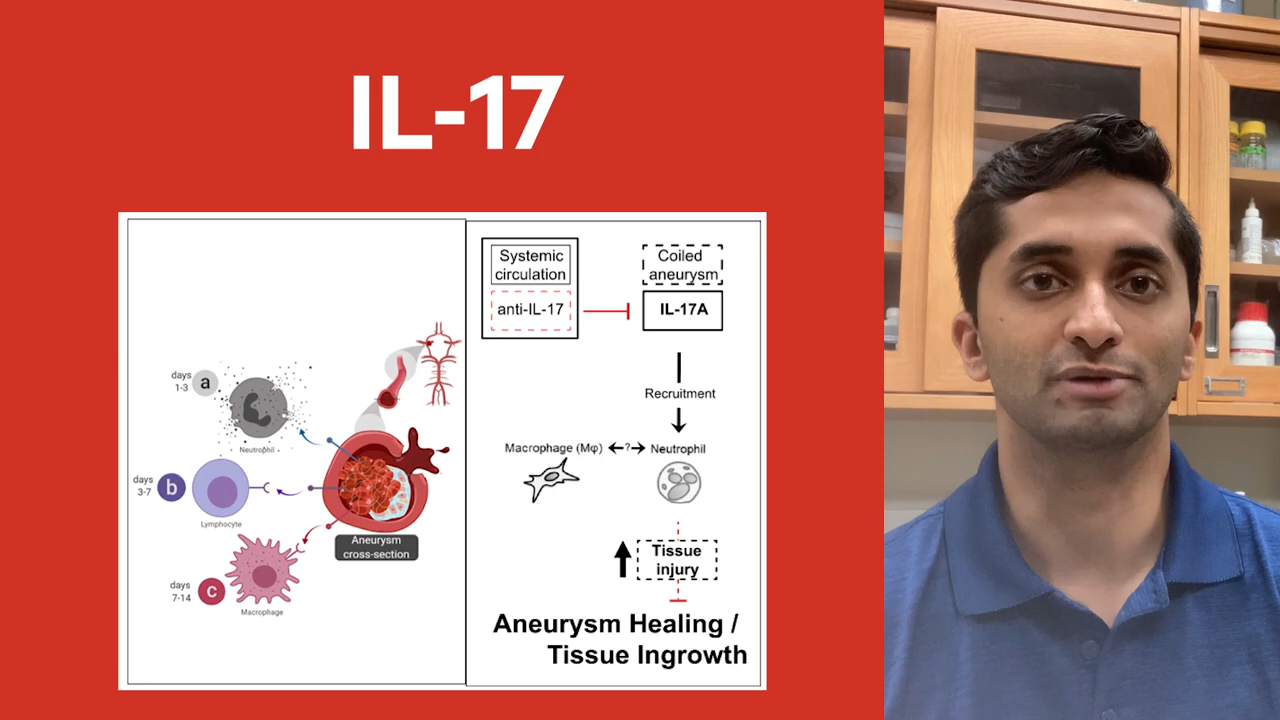 IL-17
days
1-3
a
Neutrophil
days
3-7
b
Lymphocyte
days
7-14
c
Macrophage
Aneurysm
cross-section
Systemic
circulation
anti-IL-17
Coiled
aneurysm
IL-17A
Recruitment
Macrophage (Mφ)
?
Neutrophil
Tissue
injury
Aneurysm Healing /
Tissue Ingrowth